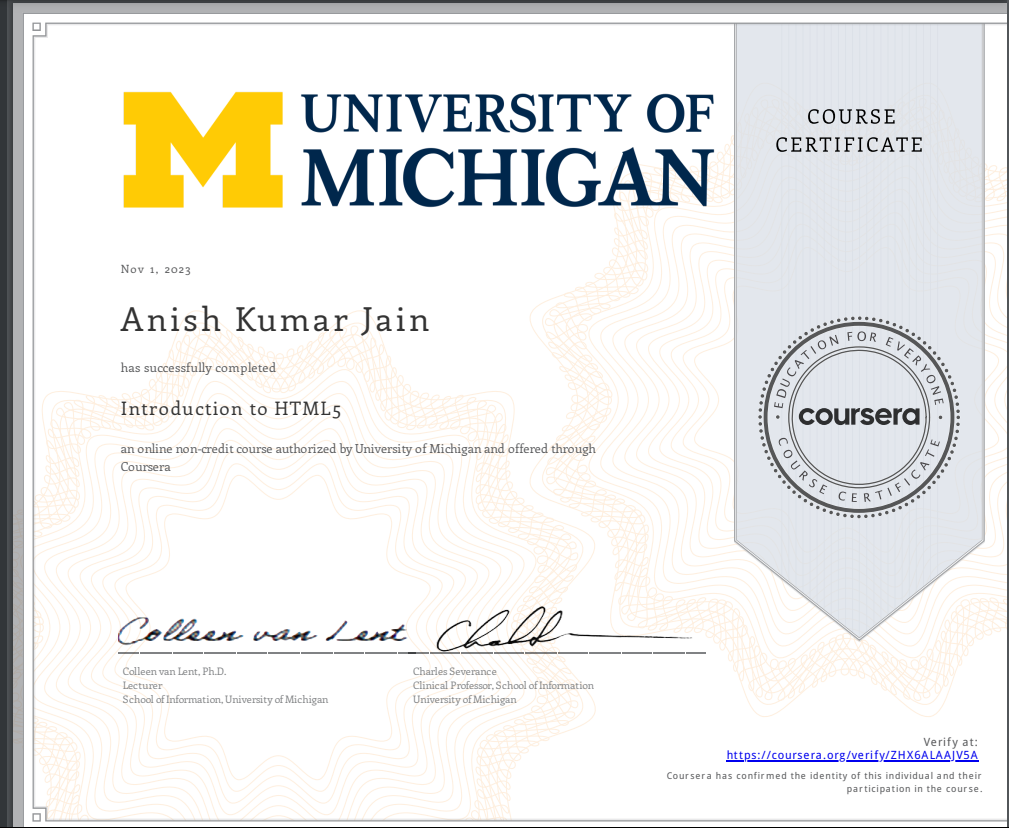 UNIVERSITY OF
MICHIGAN
COURSE
CERTIFICATE
Nov 1, 2023
Anish Kumar Jain
has successfully completed
Introduction to HTML5
an online non-credit course authorized by University of Michigan and offered through
Coursera
EDUCATION FOR EVERYONE
coursera
COURSE CERTIFICATE
Colleen van Lent
Colleen van Lent, Ph.D.
Lecturer
School of Information, University of Michigan
Charles Severance
Clinical Professor, School of Information
University of Michigan
Verify at:
https://coursera.org/verify/ZHX6ALAAJV5A
Coursera has confirmed the identity of this individual and their
participation in the course.